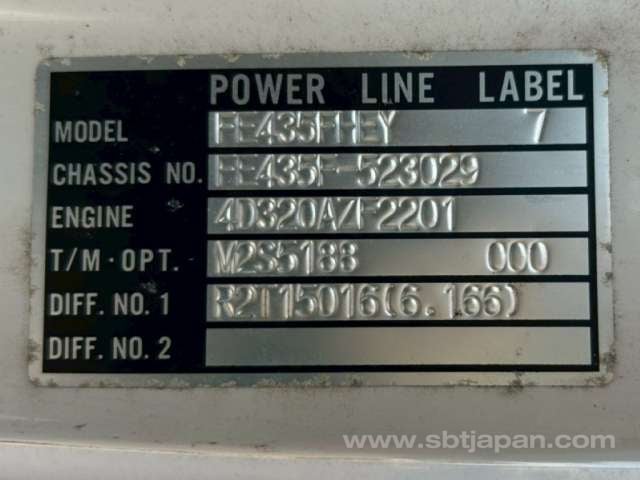 POWER LINE LABEL
MODEL FE435FHEY 7
CHASSIS NO. FE435F-523029
ENGINE 4D320AZF2201
T/M·OPT. M2S5188 000
DIFF. NO. 1 R2T15016(6.166)
DIFF. NO. 2
www.sbtjapan.com